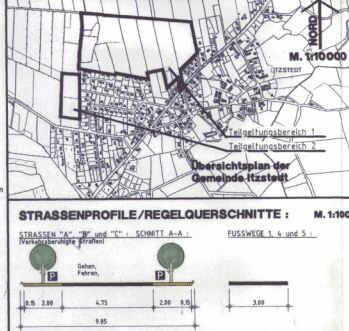 NORD
M. 1:10000
ITZSTEDT
Teilgeltungsbereich 1
Teilgeltungsbereich 2
Übersichtsplan der
Gemeinde Itzstedt
STRASSENPROFILE/REGELQUERSCHNITTE : M. 1:100
STRASSEN "A", "B" und "C" : SCHNITT A-A : FUSSWEGE 1, 4 und 5 :
(Verkehrsberuhigte Straßen)
Gehen,
Fahren,
P P
0.15 2.00 4.75 2,00 0.15 3.00
9.05